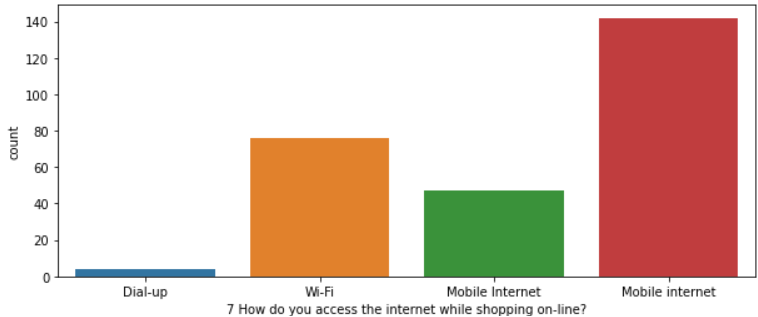 140
120
100
80
60
40
20
0
count
Dial-up Wi-Fi Mobile Internet Mobile internet
7 How do you access the internet while shopping on-line?